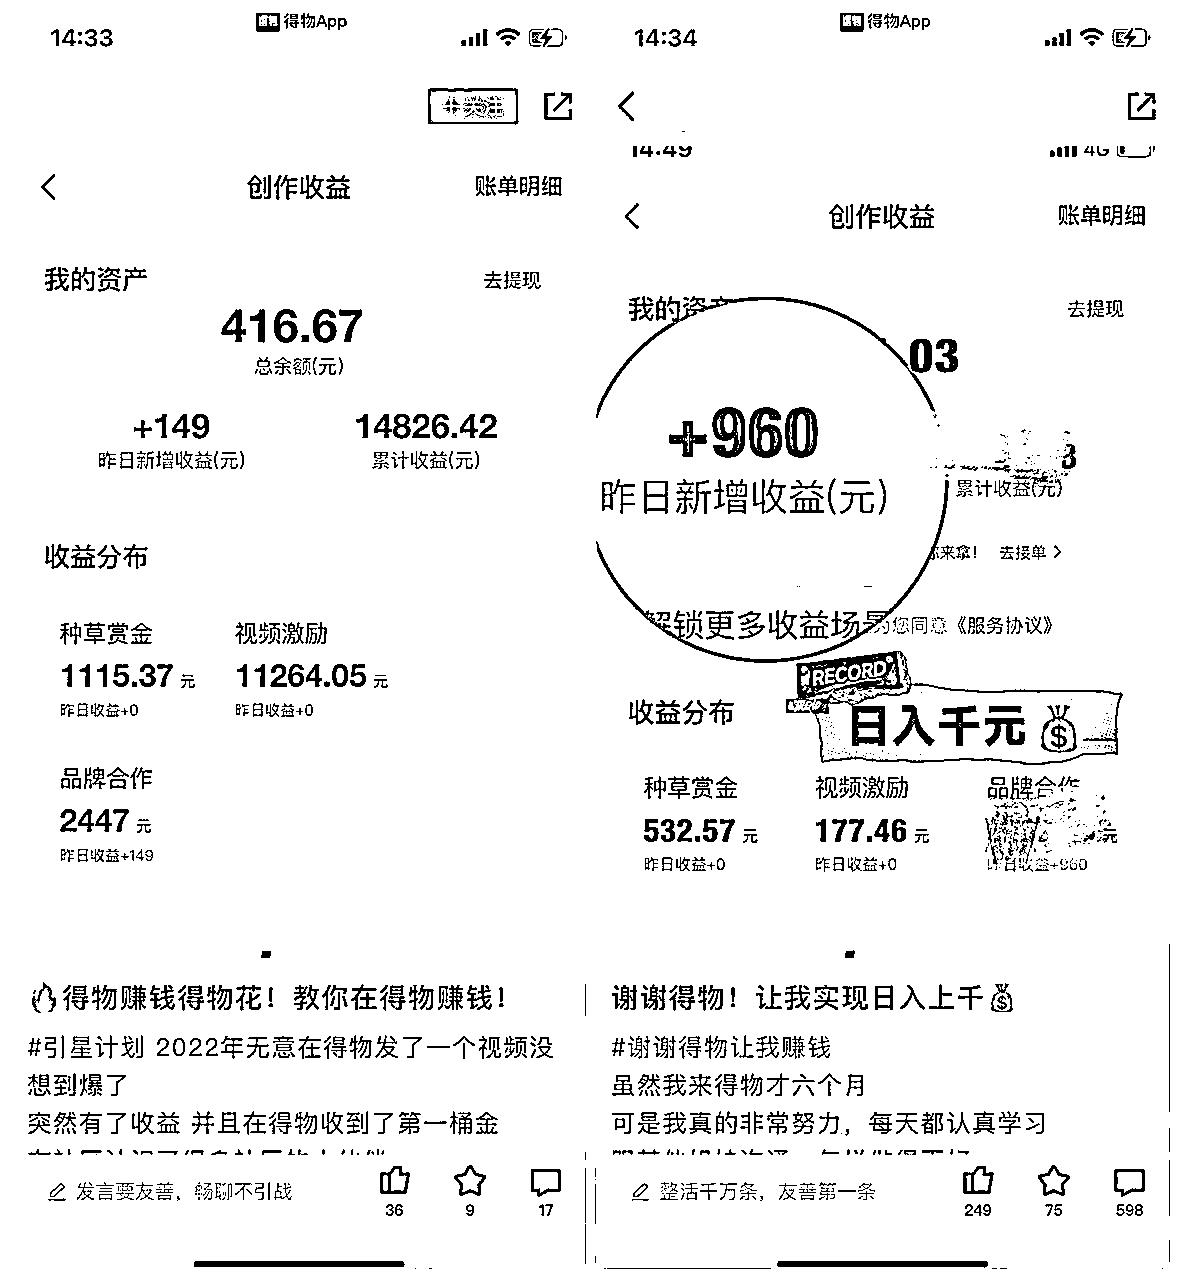 得物App
14:33
+关注
创作收益
账单明细
我的资产
去提现
416.67
总余额(元)
+149
昨日新增收益(元)
14826.42
累计收益(元)
收益分布
种草赏金
1115.37 元
昨日收益+0
视频激励
11264.05 元
昨日收益+0
品牌合作
2447 元
昨日收益+149
得物赚钱得物花！教你在得物赚钱！
#引星计划 2022年无意在得物发了一个视频没
想到爆了
突然有了收益 并且在得物收到了第一桶金
发言要友善，畅聊不引战
36
9
17
得物App
14:34
14:49
4G
创作收益
账单明细
我的资产
去提现
03
+960
昨日新增收益(元)
累计收益(元)
来拿！ 去接单
解锁更多收益场景
为您同意《服务协议》
RECORD
日入千元
收益分布
种草赏金
532.57 元
昨日收益+0
视频激励
177.46 元
昨日收益+0
品牌合作
元
昨日收益+960
谢谢得物！让我实现日入上千
#谢谢得物让我赚钱
虽然我来得物才六个月
可是我真的非常努力，每天都认真学习
整活千万条，友善第一条
249
75
598